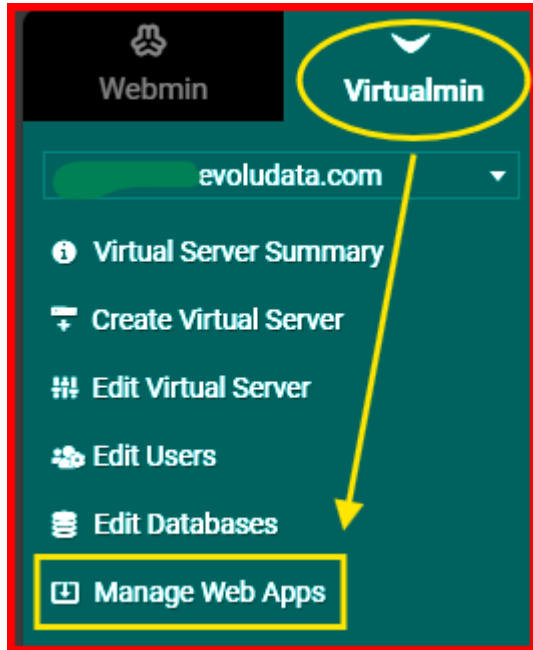 Webmin
Virtualmin
evoludata.com
Virtual Server Summary
Create Virtual Server
Edit Virtual Server
Edit Users
Edit Databases
Manage Web Apps